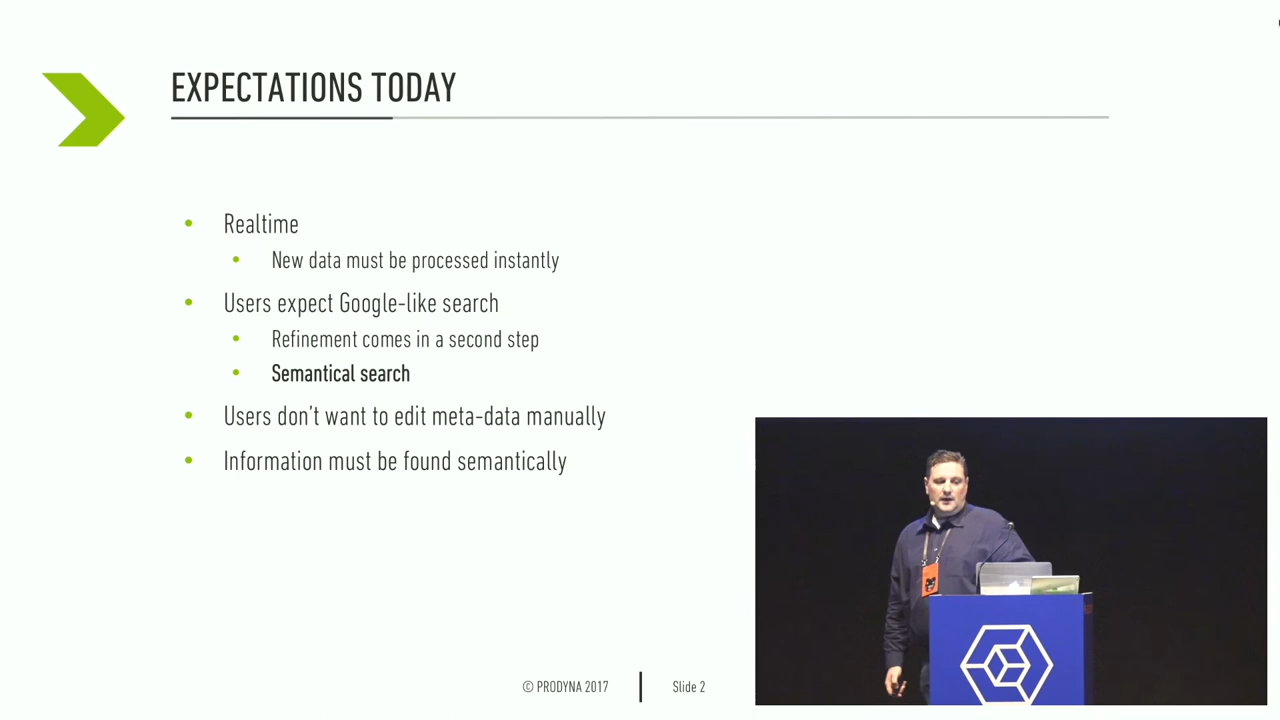 EXPECTATIONS TODAY
• Realtime
• New data must be processed instantly
• Users expect Google-like search
• Refinement comes in a second step
• Semantical search
• Users don't want to edit meta-data manually
• Information must be found semantically
© PRODYNA 2017
Slide 2